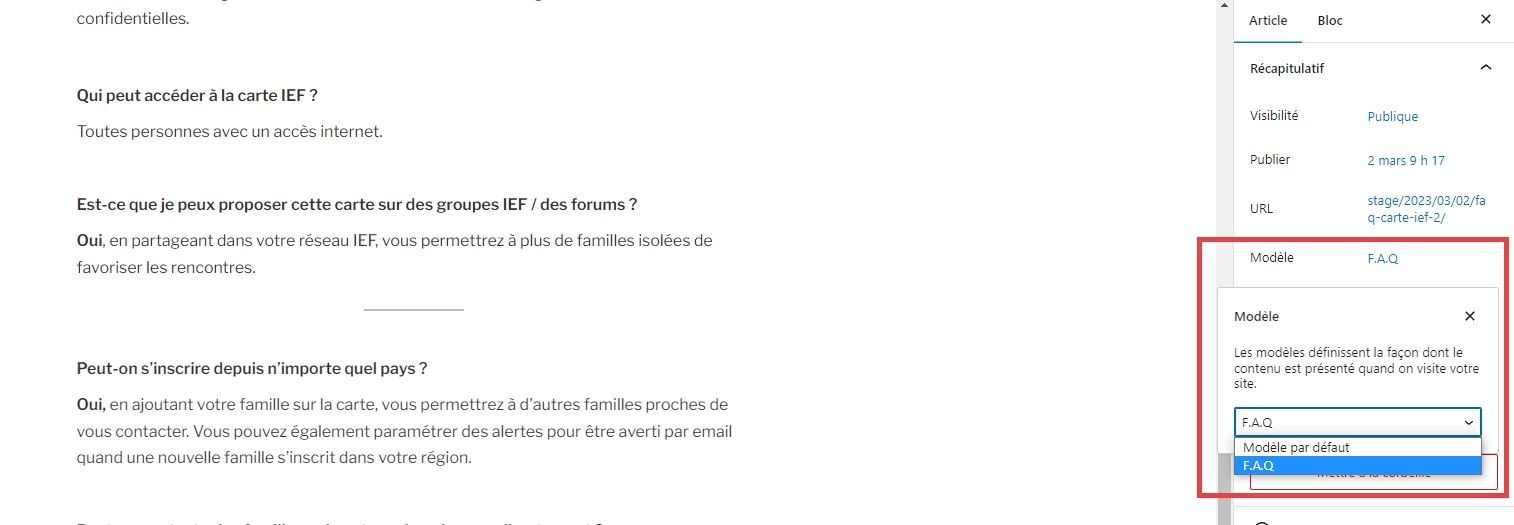 confidentielles.
Qui peut accéder à la carte IEF ?
Toutes personnes avec un accès internet.
Est-ce que je peux proposer cette carte sur des groupes IEF / des forums ?
Oui, en partageant dans votre réseau IEF, vous permettrez à plus de familles isolées de
favoriser les rencontres.
Peut-on s’inscrire depuis n’importe quel pays ?
Oui, en ajoutant votre famille sur la carte, vous permettrez à d’autres familles proches de
vous contacter. Vous pouvez également paramétrer des alertes pour être averti par email
quand une nouvelle famille s’inscrit dans votre région.
Article Bloc
Récapitulatif
Visibilité Publique
Publier 2 mars 9 h 17
URL stage/2023/03/02/fa
q-carte-ief-2/
Modèle F.A.Q
Modèle
Les modèles définissent la façon dont le
contenu est présenté quand on visite votre
site.
F.A.Q
Modèle par défaut
F.A.Q